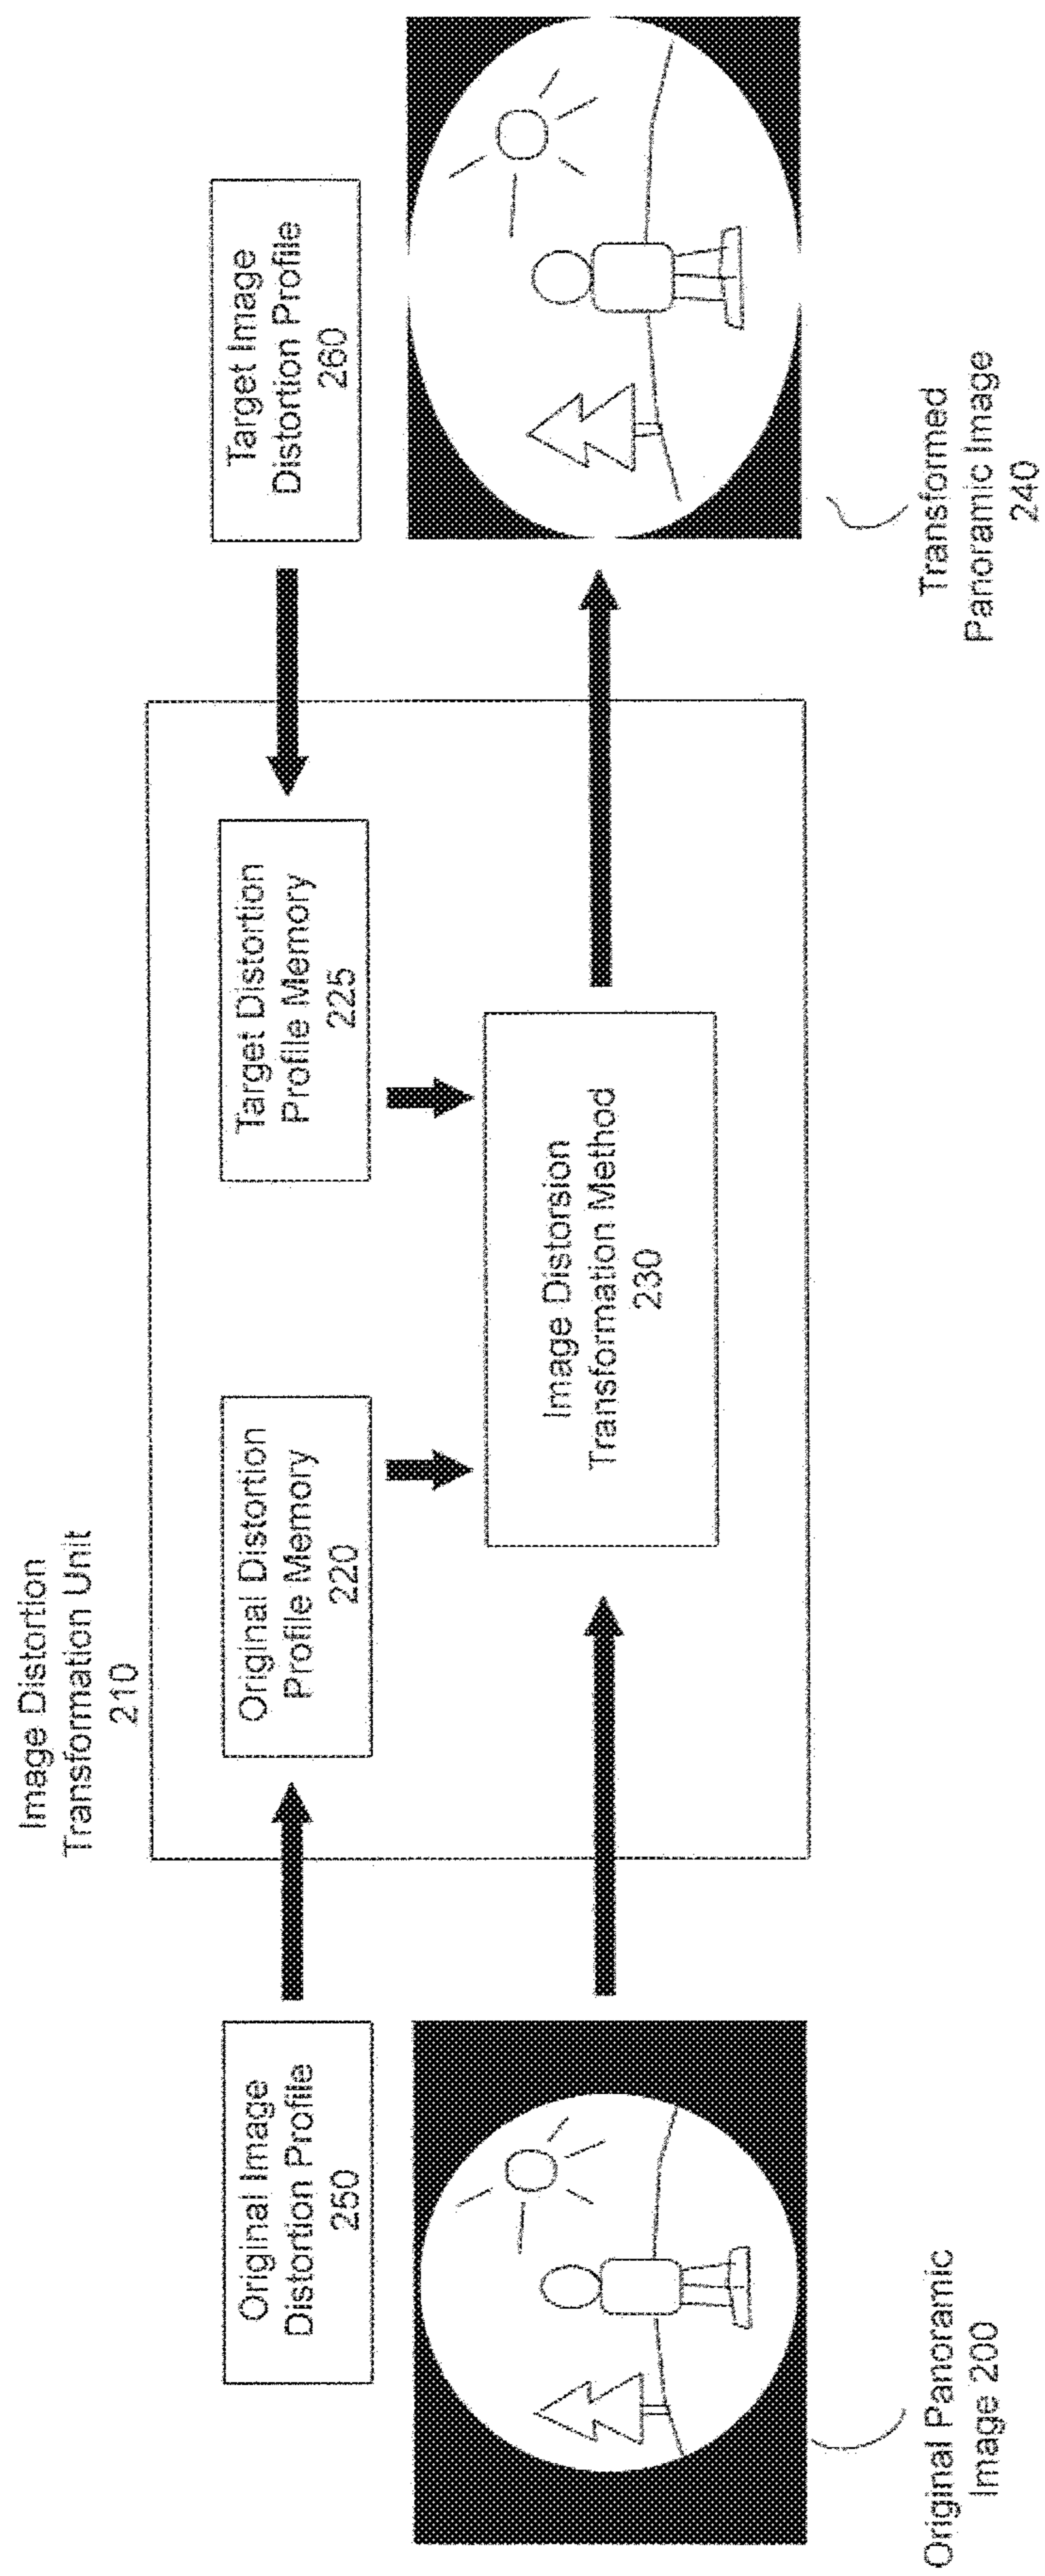 Image Distortion
Transformation Unit
210
Original Image
Distortion Profile
250
Original Distortion
Profile Memory
220
Target Distortion
Profile Memory
225
Target Image
Distortion Profile
260
Image Distorsion
Transformation Method
230
Original Panoramic
Image 200
Transformed
Panoramic Image
240